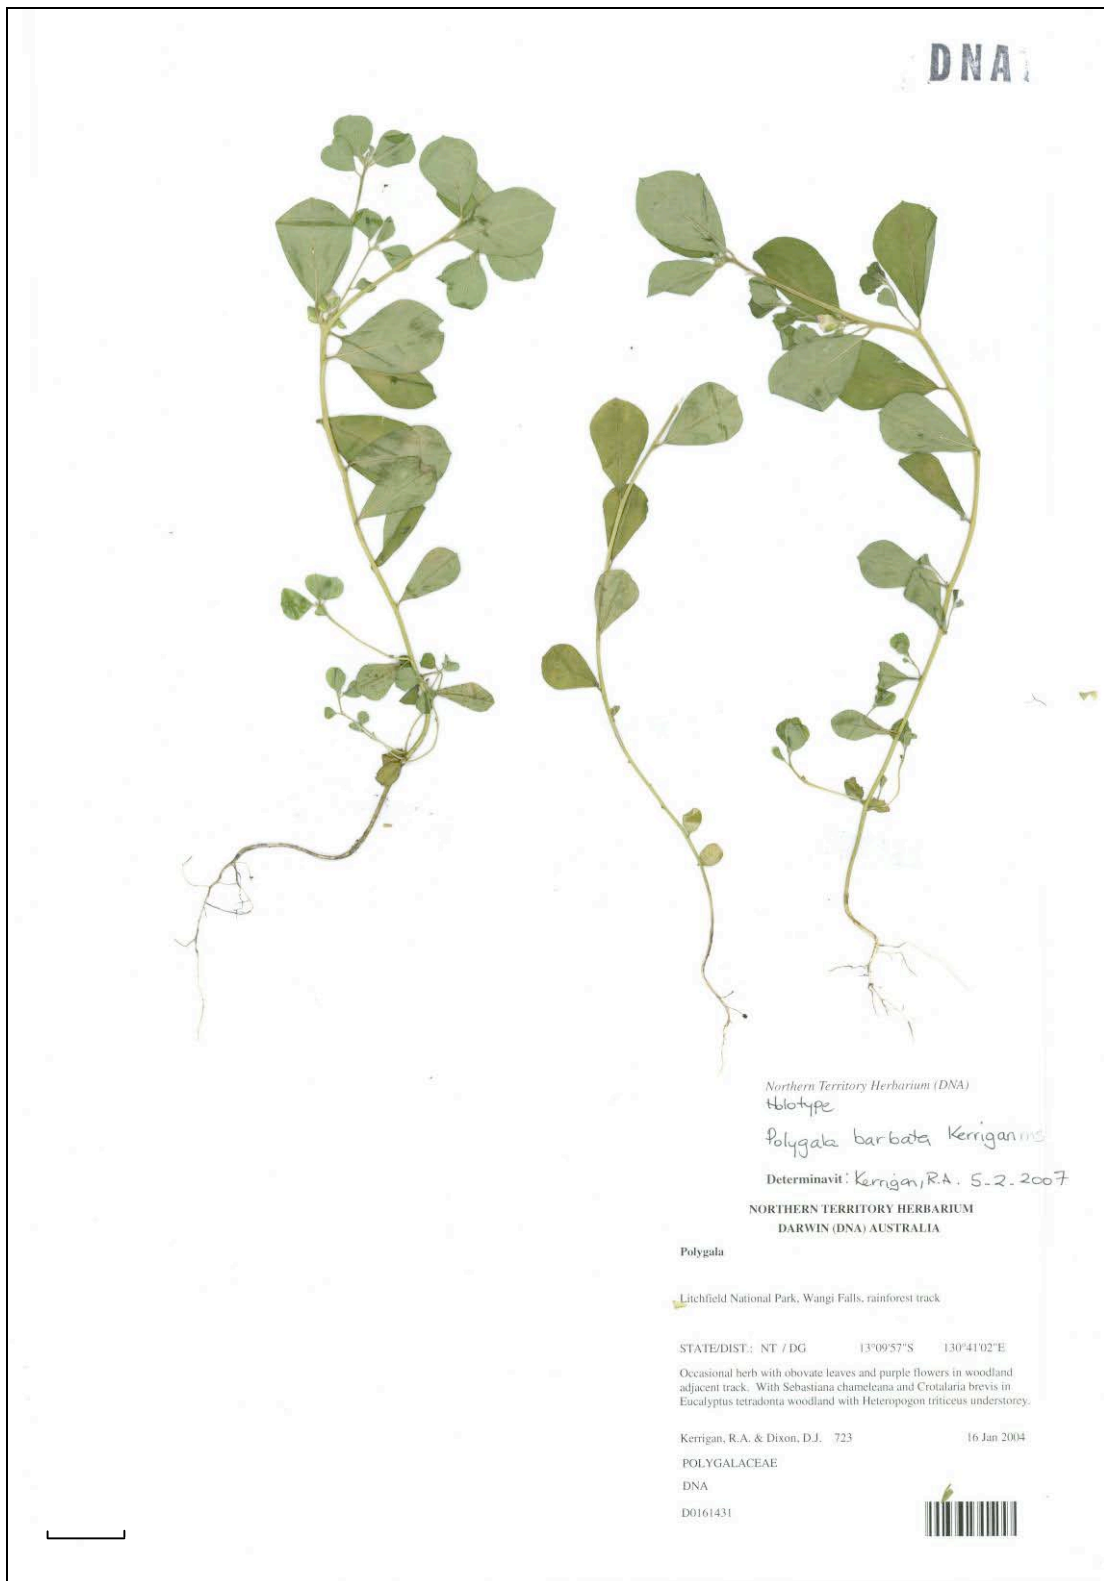 DNA
Northern Territory Herbarium (DNA)
Holotype
Polygala barbata Kerrigan ms
Determinavit: Kerrigan, R.A. 5-2-2007
NORTHERN TERRITORY HERBARIUM
DARWIN (DNA) AUSTRALIA
Polygala
Litchfield National Park, Wangi Falls, rainforest track
STATE/DIST.: NT / DG 13°09'57"S 130°41'02"E
Occasional herb with obovate leaves and purple flowers in woodland
adjacent track. With Sebastiana chameleana and Crotalaria brevis in
Eucalyptus tetradonta woodland with Heteropogon triticeus understorey.
Kerrigan, R.A. & Dixon, D.J. 723 16 Jan 2004
POLYGALACEAE
DNA
D0161431